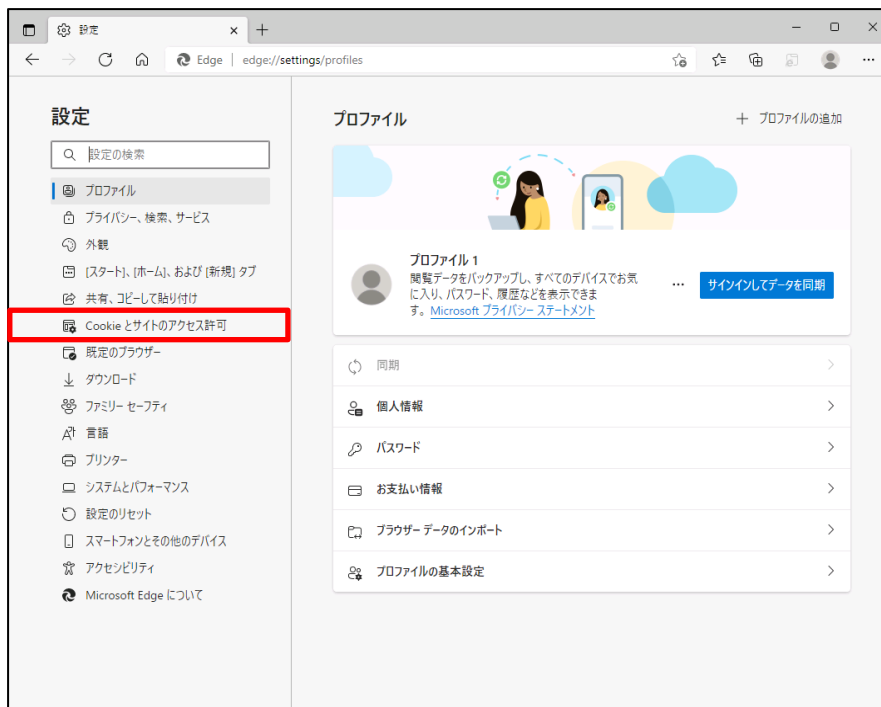 設定
Edge | edge://settings/profiles
設定
設定の検索
プロファイル
プライバシー、検索、サービス
外観
[スタート]、[ホーム]、および [新規] タブ
共有、コピーして貼り付け
Cookie とサイトのアクセス許可
既定のブラウザー
ダウンロード
ファミリー セーフティ
言語
プリンター
システムとパフォーマンス
設定のリセット
スマートフォンとその他のデバイス
アクセシビリティ
Microsoft Edge について
プロファイル
プロファイルの追加
プロファイル 1
閲覧データをバックアップし、すべてのデバイスでお気
に入り、パスワード、履歴などを表示できま
す。Microsoft プライバシー ステートメント
サインインしてデータを同期
同期
個人情報
パスワード
お支払い情報
ブラウザー データのインポート
プロファイルの基本設定